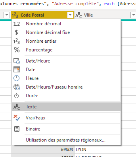 Code Postal Ville
Nombre décimal
Nombre décimal fixe
Nombre entier
Pourcentage
Date/Heure
Date
Heure
Date/Heure/Fuseau horaire
Durée
Texte
Vrai/Faux
Binaire
Utilisation des paramètres régionaux...